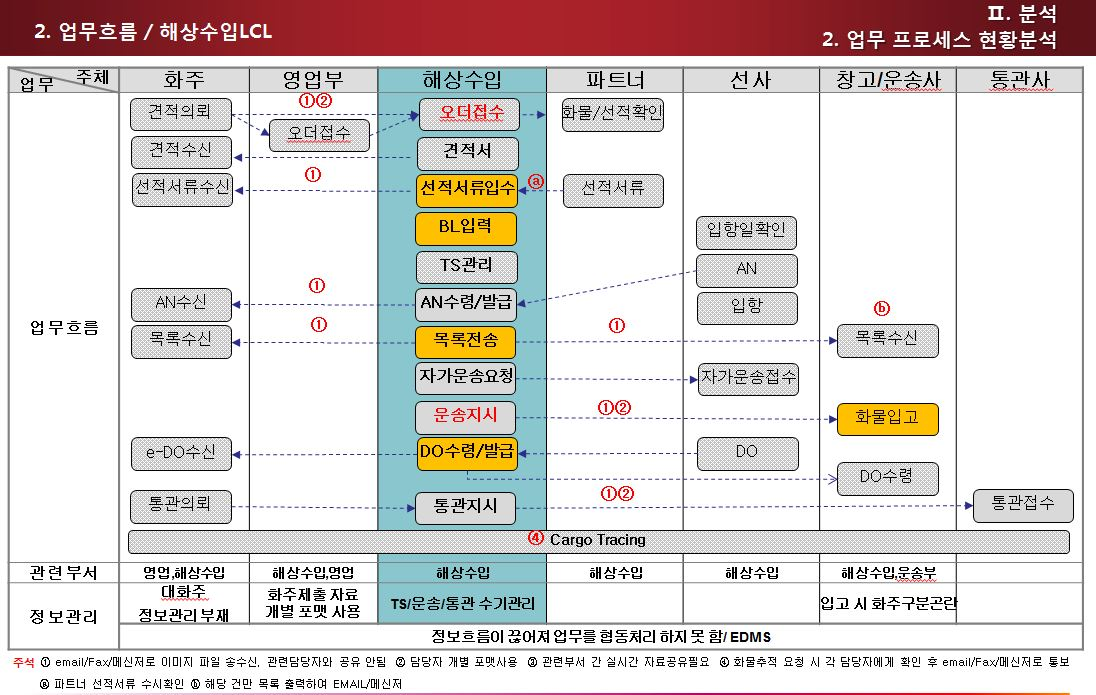 Ⅱ. 분석
2. 업무흐름 / 해상수입LCL
2. 업무 프로세스 현황분석
업무 주체 화주 영업부 해상수입 파트너 선사 창고/운송사 통관사
①②
견적의뢰 오더접수 화물/선적확인
오더접수
견적수신 견적서
① ⓐ
선적서류수신 선적서류입수 선적서류
BL입력 입항일확인
TS관리 AN
①
AN수신 AN수령/발급 입항 ⓑ
업무흐름
① ①
목록수신 목록전송 목록수신
자가운송요청 자가운송접수
①②
운송지시 화물입고
e-DO수신 DO수령/발급 DO
DO수령
①②
통관의뢰 통관지시 통관접수
④ Cargo Tracing
관련부서 영업,해상수입 해상수입,영업 해상수입 해상수입 해상수입 해상수입,운송부
정보관리
대화주
정보관리 부재
화주제출 자료
개별 포맷 사용
TS/운송/통관 수기관리
입고 시 화주구분곤란
정보흐름이 끊어져 업무를 협동처리 하지 못 함/ EDMS
주석 ① email/Fax/메신저로 이미지 파일 송수신, 관련담당자와 공유 안됨 ② 담당자 개별 포맷사용 ③ 관련부서 간 실시간 자료공유필요 ④ 화물추적 요청 시 각 담당자에게 확인 후 email/Fax/메신저로 통보
ⓐ 파트너 선적서류 수시확인 ⓑ 해당 건만 목록 출력하여 EMAIL/메신저